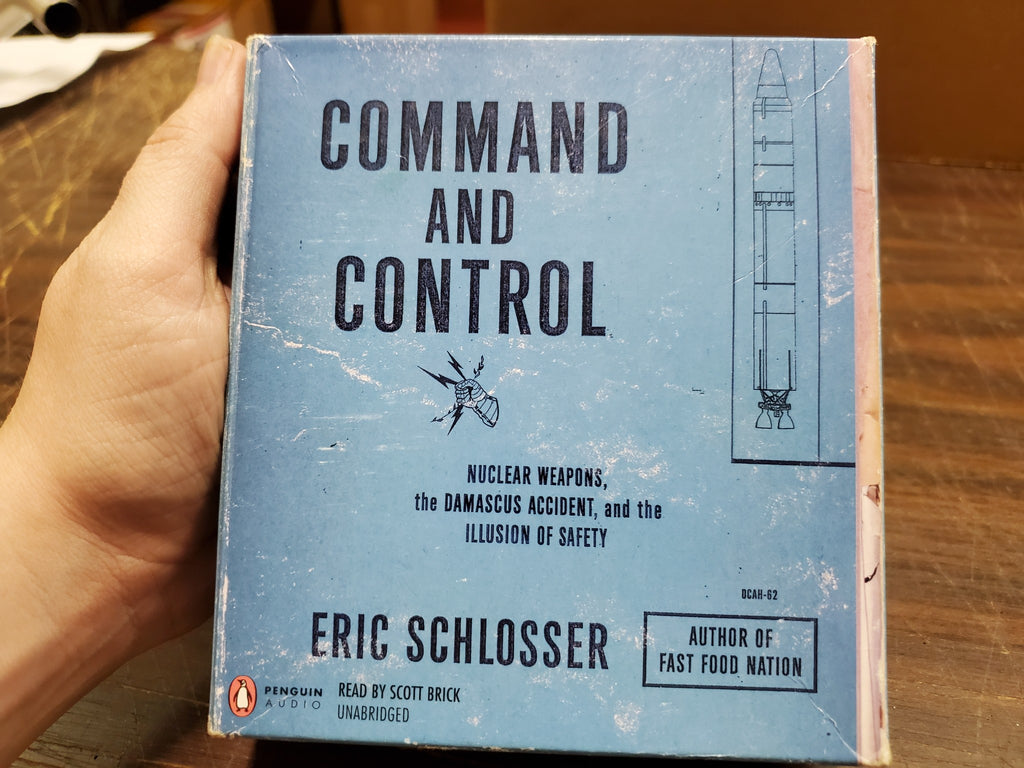 COMMAND
AND
CONTROL
NUCLEAR WEAPONS,
the DAMASCUS ACCIDENT, and the
ILLUSION OF SAFETY
OCAH-62
ERIC SCHLOSSER
AUTHOR OF
FAST FOOD NATION
PENGUIN
AUDIO
READ BY SCOTT BRICK
UNABRIDGED